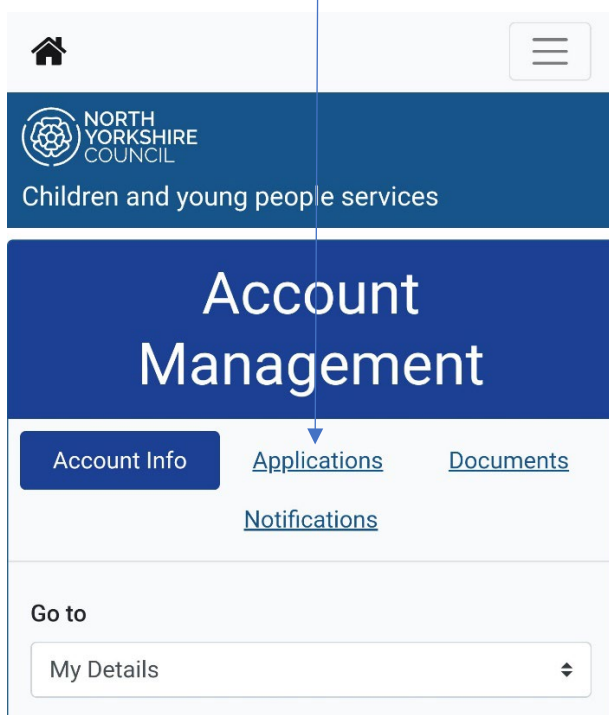 NORTH
YORKSHIRE
COUNCIL
Children and young people services
Account
Management
Account Info Applications Documents
Notifications
Go to
My Details